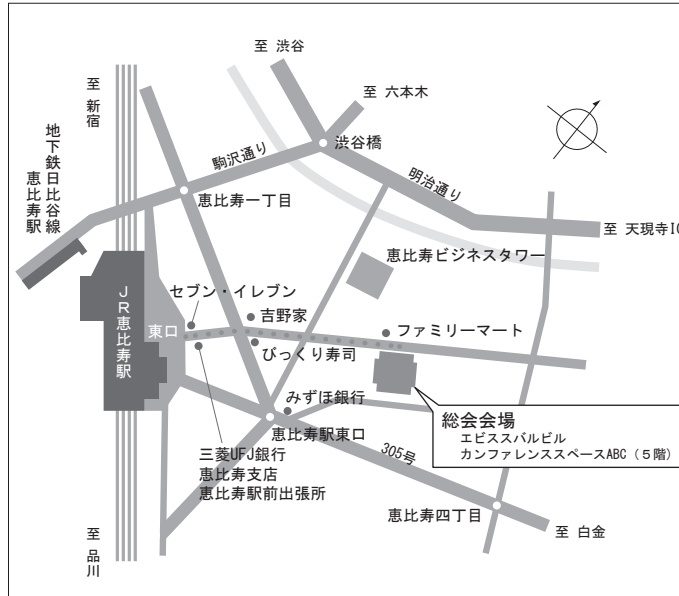 至 渋谷
至 新宿
至 六本木
地下鉄日比谷線
恵比寿駅
駒沢通り
渋谷橋
明治通り
恵比寿一丁目
至 天現寺IC
恵比寿ビジネスタワー
セブン・イレブン
吉野家
JR恵比寿駅
東口
ファミリーマート
びっくり寿司
みずほ銀行
総会会場
エビススバルビル
カンファレンススペースABC（5階）
恵比寿駅東口
三菱UFJ銀行
恵比寿支店
恵比寿駅前出張所
305号
恵比寿四丁目
至 品川
至 白金